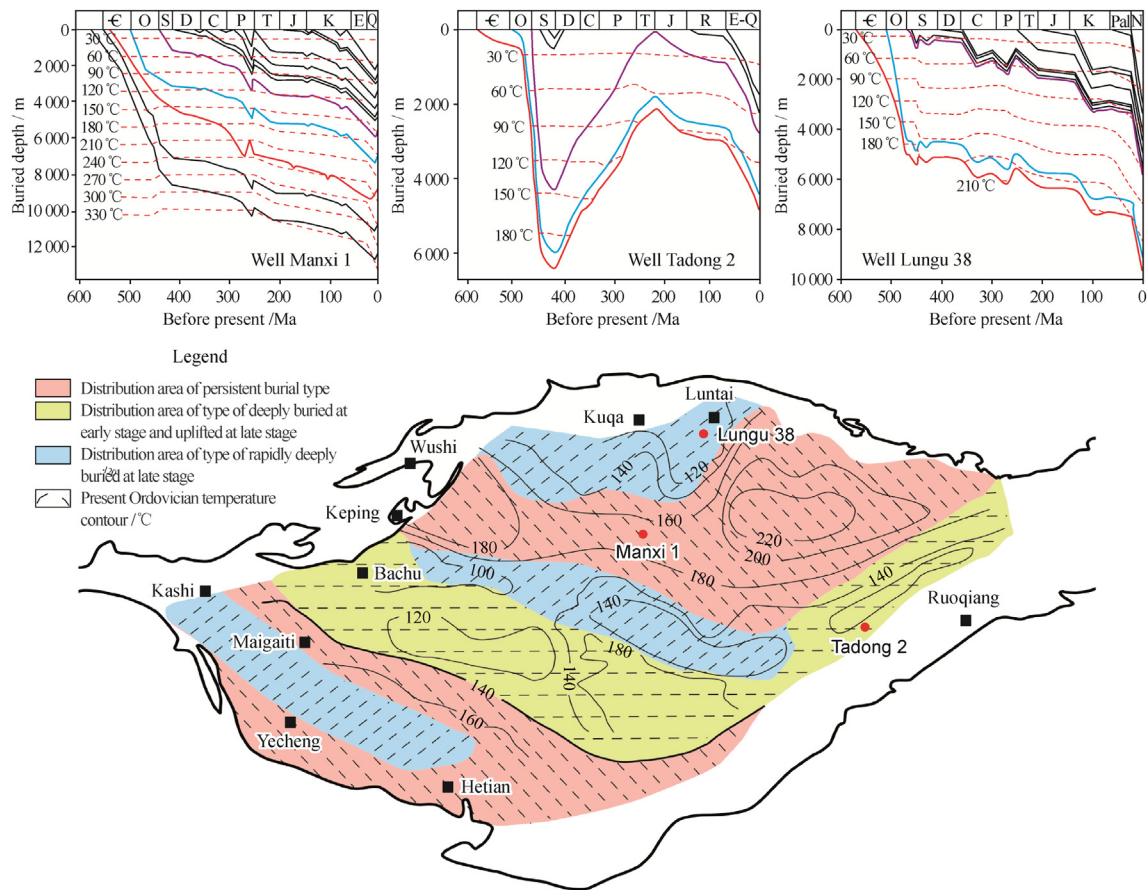 Є O S D C P T J K E Q
0
2 000
4 000
6 000
8 000
10 000
12 000
Buried depth / m
30℃
60℃
90℃
120℃
150℃
180℃
210℃
240℃
270℃
300℃
330℃
Well Manxi 1
600 500 400 300 200 100 0
Before present /Ma
Є O S D C P T J R E-Q
0
2 000
4 000
6 000
Buried depth / m
30℃
60℃
90℃
120℃
150℃
180℃
Well Tadong 2
600 500 400 300 200 100 0
Before present /Ma
Є O S D C P T J K Pal N
0
2 000
4 000
6 000
8 000
10 000
Buried depth / m
30℃
60℃
90℃
120℃
150℃
180℃
210℃
Well Lungu 38
600 500 400 300 200 100 0
Before present /Ma
Legend
Distribution area of persistent burial type
Distribution area of type of deeply buried at
early stage and uplifted at late stage
Distribution area of type of rapidly deeply
buried at late stage
120
Present Ordovician temperature
contour / ℃
Luntai
Kuqa
Lungu 38
Wushi
140
120
Keping
160
220
Manxi 1
200
180
180
Bachu
100
140
Kashi
140
Ruoqiang
120
Tadong 2
Maigaiti
180
140
140
160
Yecheng
Hetian